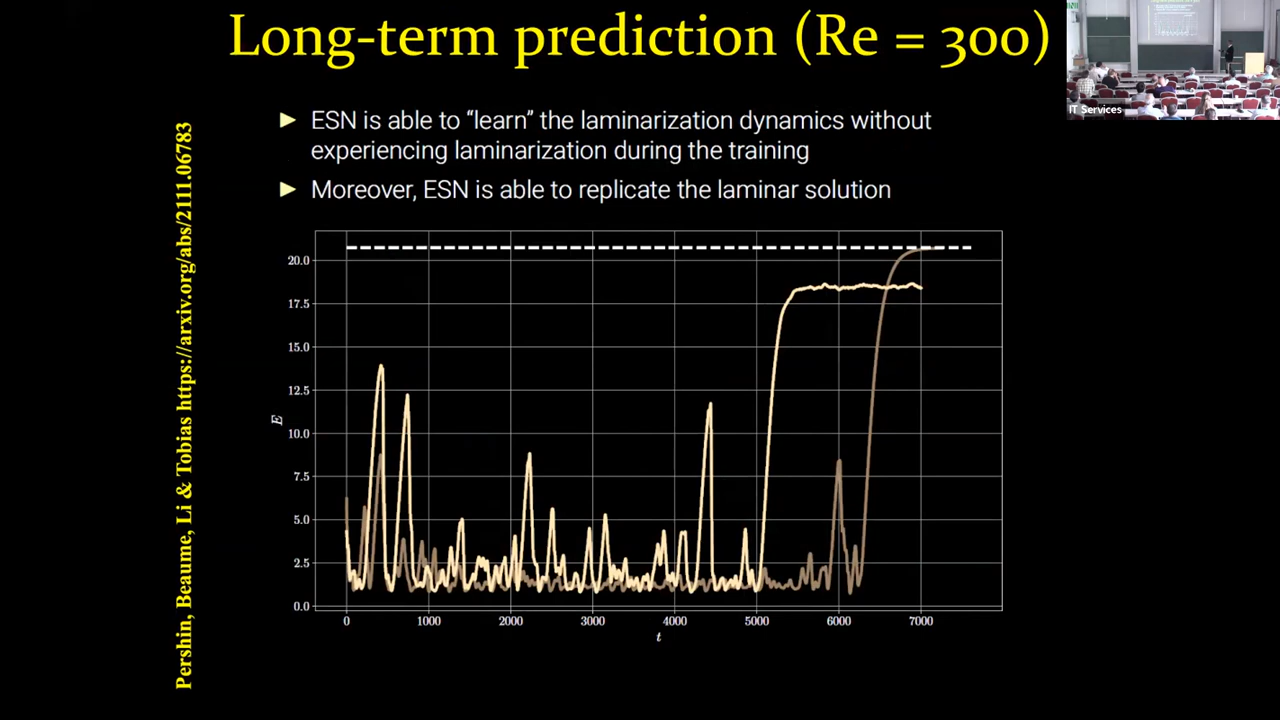 Long-term prediction (Re = 300)
IT Services
► ESN is able to “learn” the laminarization dynamics without
experiencing laminarization during the training
► Moreover, ESN is able to replicate the laminar solution
Pershin, Beaume, Li & Tobias https://arxiv.org/abs/2111.06783
20.0
17.5
15.0
12.5
10.0
7.5
5.0
2.5
0.0
E
0 1000 2000 3000 4000 5000 6000 7000
t